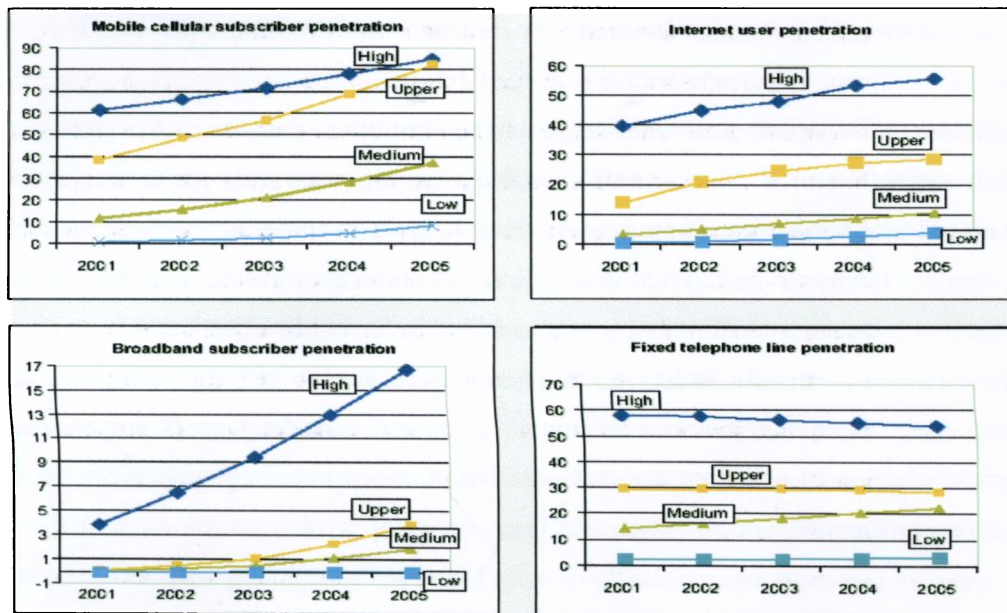 Mobile cellular subscriber penetration
90
80
70
60
50
40
30
20
10
0
High
Upper
Medium
Low
2001 2002 2003 2004 2005
Internet user penetration
60
50
40
30
20
10
0
High
Upper
Medium
Low
2001 2002 2003 2004 2005
Broadband subscriber penetration
17
15
13
11
9
7
5
3
1
-1
High
Upper
Medium
Low
2001 2002 2003 2004 2005
Fixed telephone line penetration
70
60
50
40
30
20
10
0
High
Upper
Medium
Low
2001 2002 2003 2004 2005